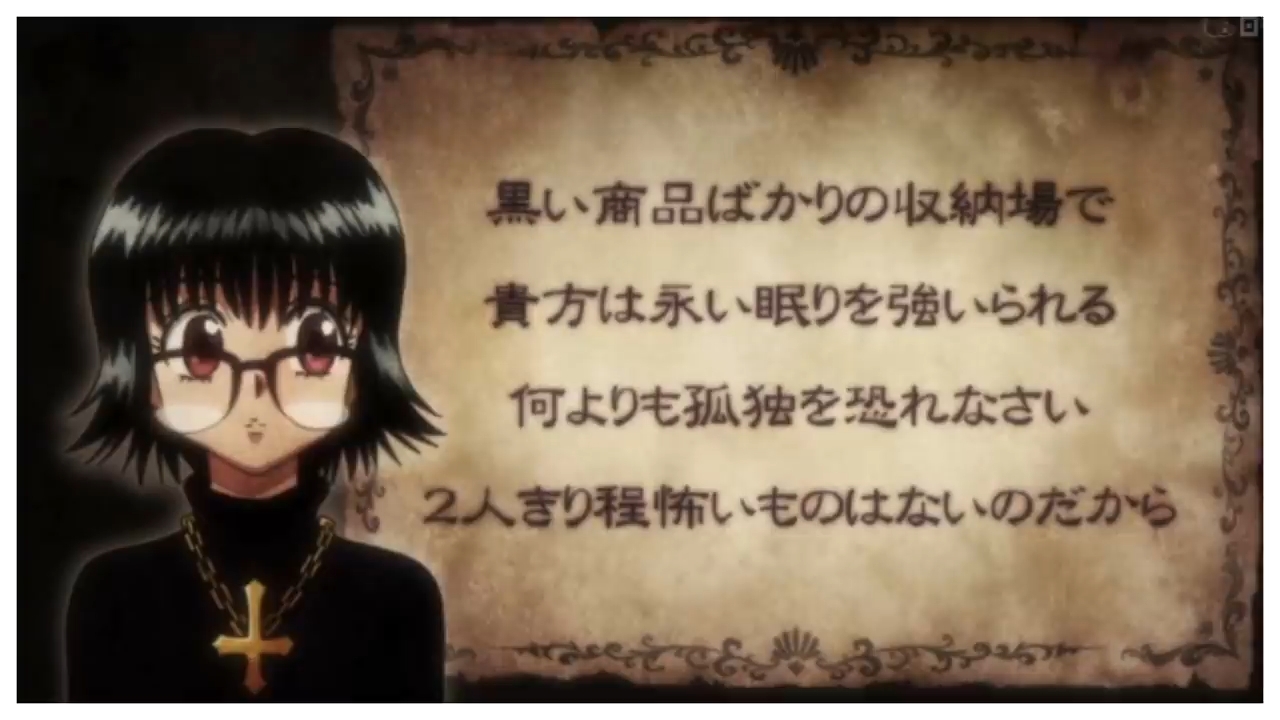 黒い商品ばかりの収納場で
貴方は永い眠りを強いられる
何よりも孤独を恐れなさい
2人きり程怖いものはないのだから